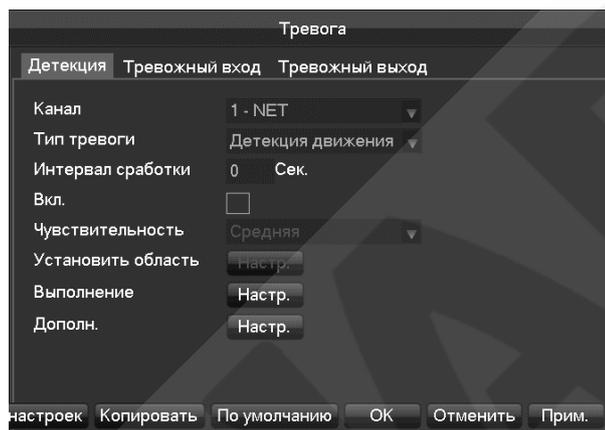 Тревога
Детекция Тревожный вход Тревожный выход
Канал 1 - NET
Тип тревоги Детекция движения
Интервал сработки 0 Сек.
Вкл.
Чувствительность Средняя
Установить область Настр.
Выполнение Настр.
Дополн. Настр.
настроек Копировать По умолчанию OK Отменить Прим.